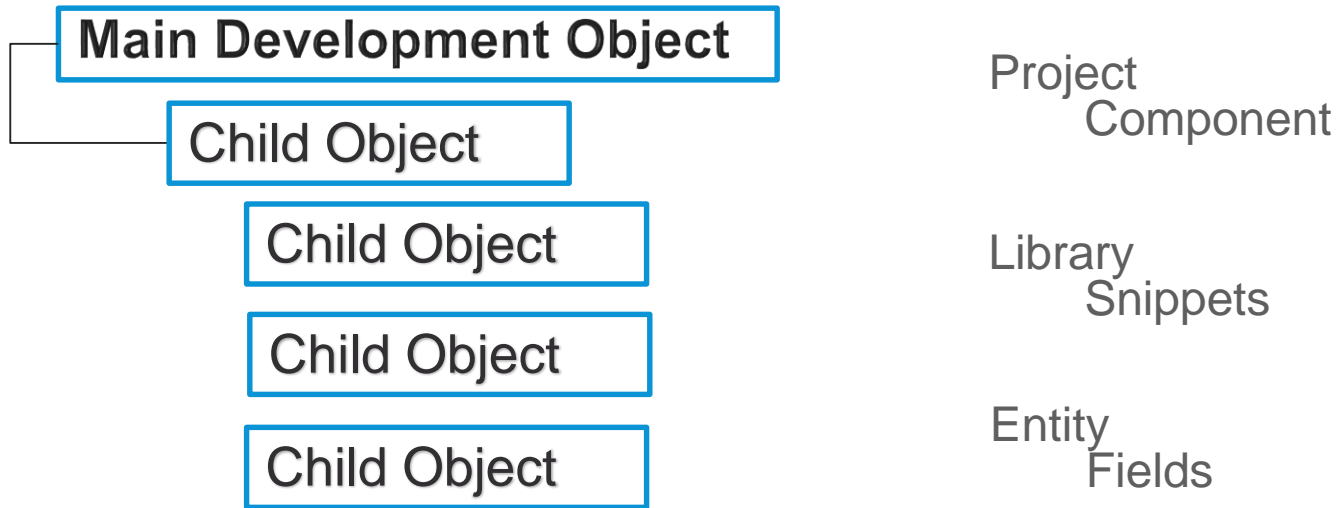 Main Development Object
Child Object
Child Object
Child Object
Child Object
Project
Component
Library
Snippets
Entity
Fields